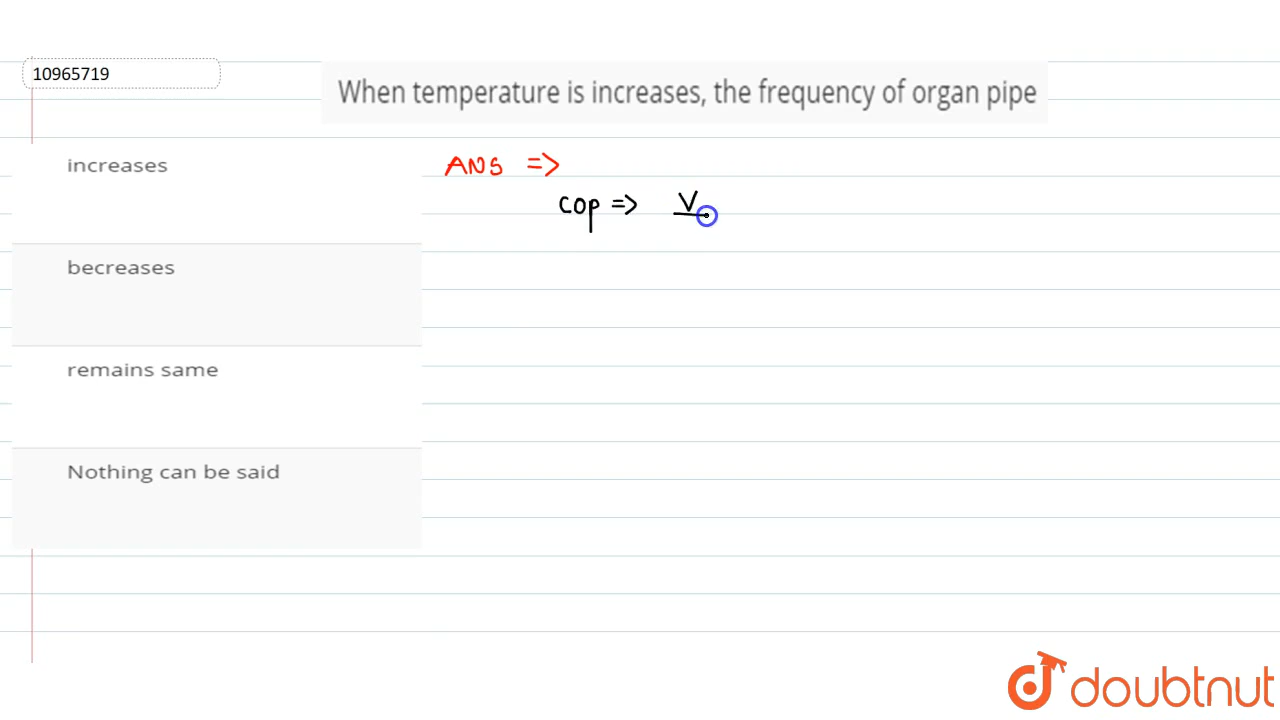 10965719
When temperature is increases, the frequency of organ pipe
increases
ANS =>
COP => V
becreases
remains same
Nothing can be said
doubtnut